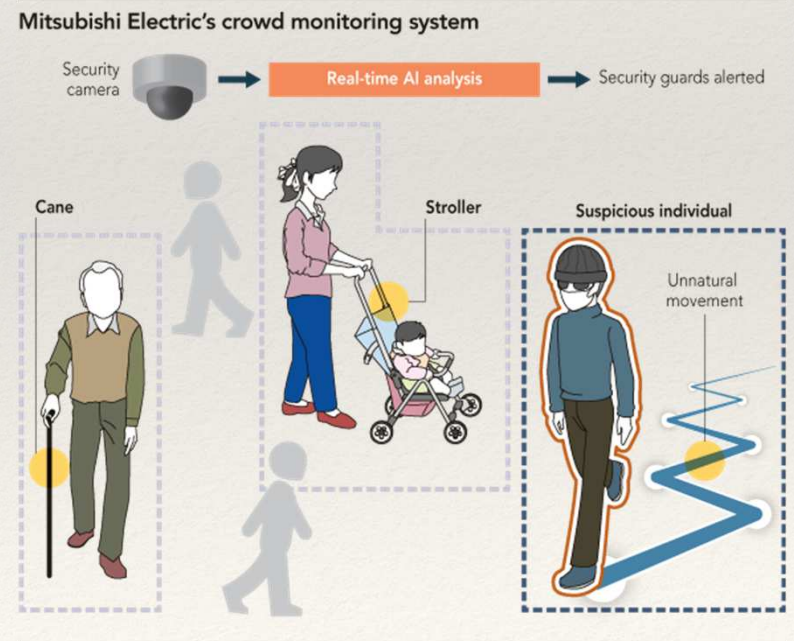 Mitsubishi Electric's crowd monitoring system
Security
camera
Real-time AI analysis
Security guards alerted
Cane
Stroller
Suspicious individual
Unnatural
movement